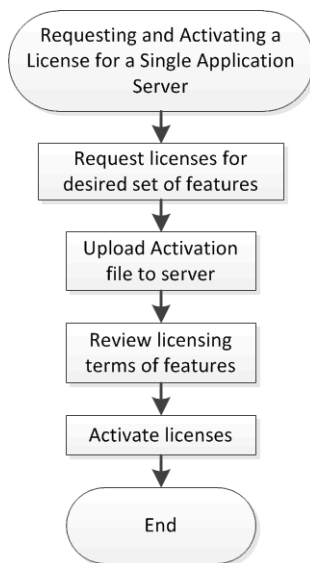 Requesting and Activating a
License for a Single Application
Server
Request licenses for
desired set of features
Upload Activation
file to server
Review licensing
terms of features
Activate licenses
End